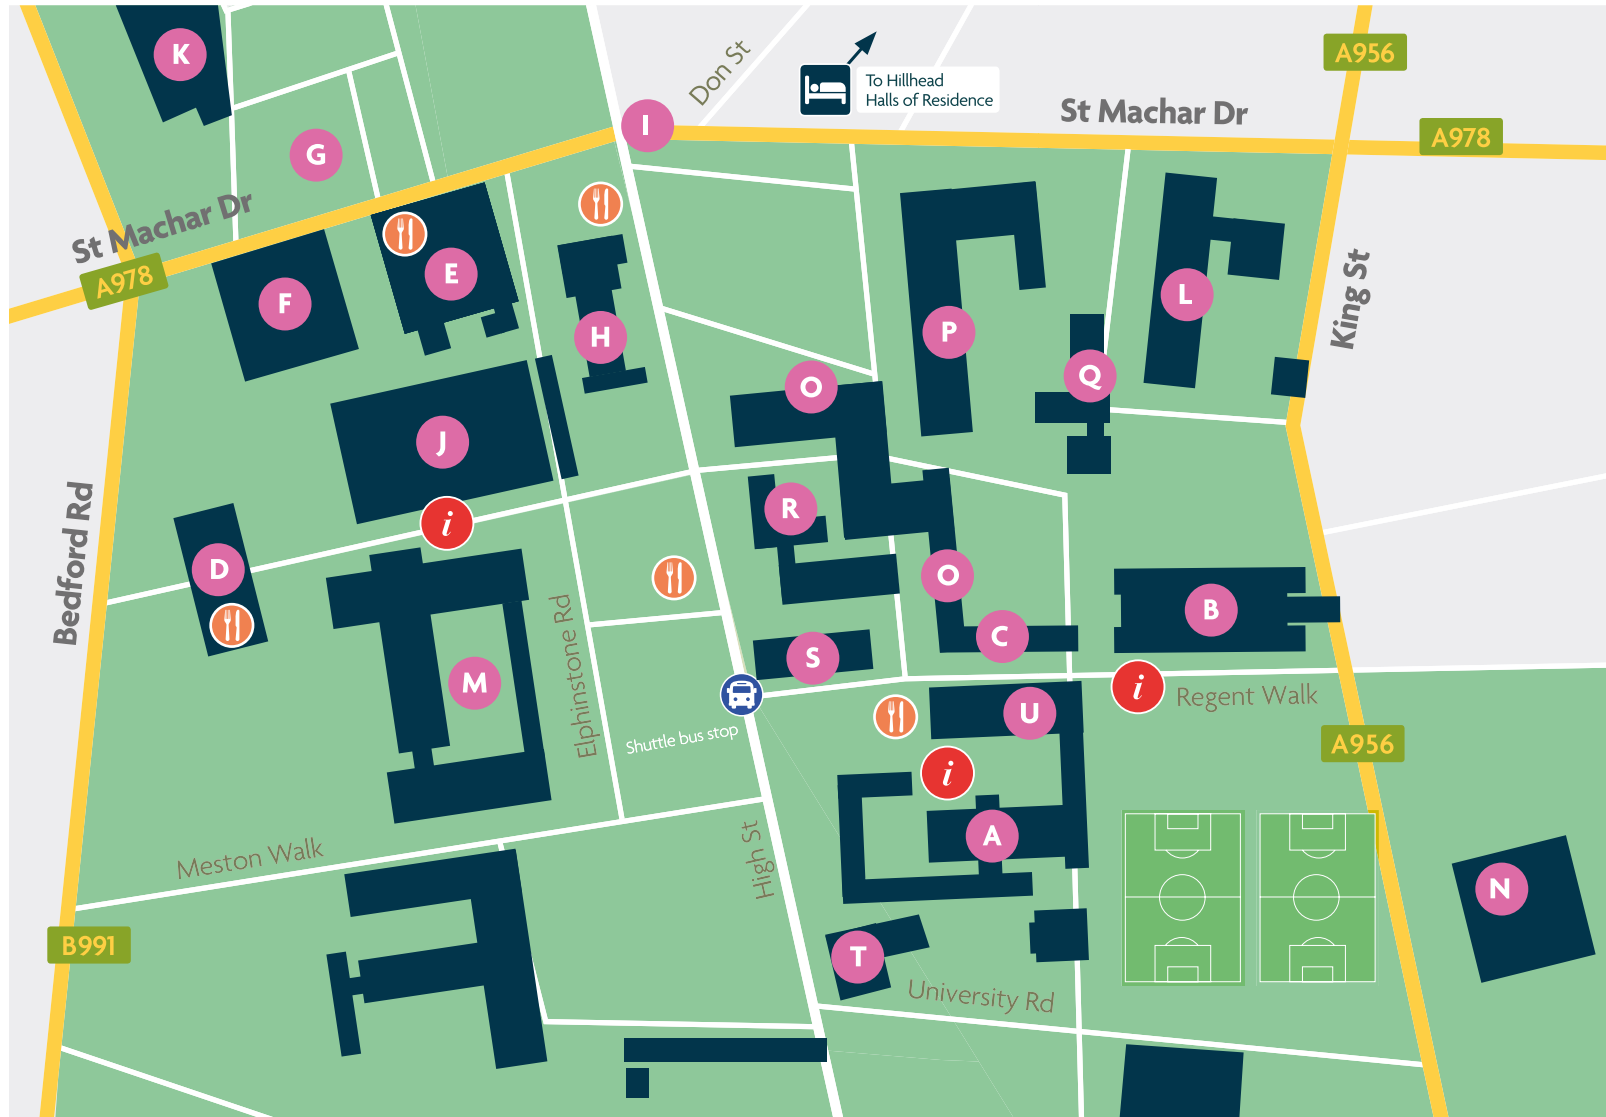 K
Don St
To Hillhead
Halls of Residence
A956
St Machar Dr
A978
I
G
St Machar Dr
A978
F
E
H
P
L
Q
King St
O
J
R
i
Bedford Rd
D
O
C
B
Elphinstone Rd
M
S
U
i
Regent Walk
Shuttle bus stop
A956
i
A
Meston Walk
High St
N
B991
T
University Rd